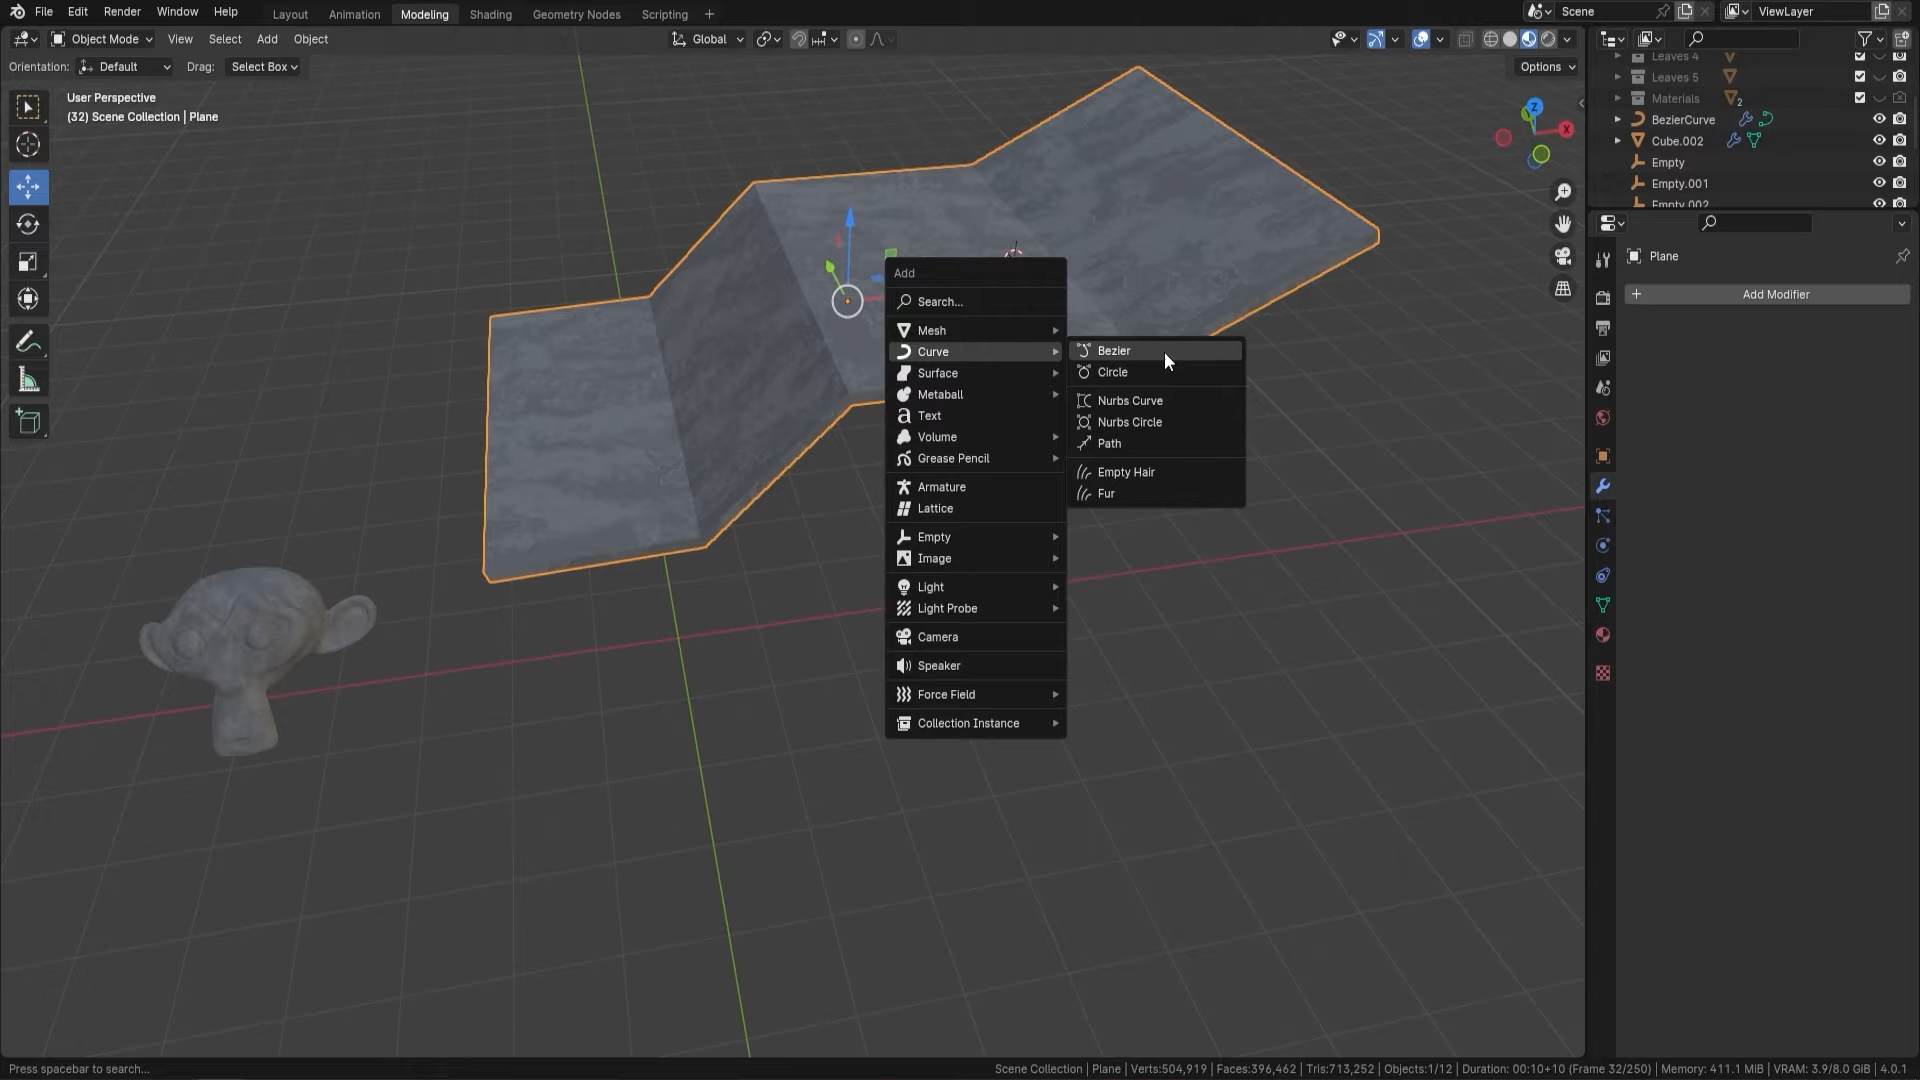 File Edit Render Window Help
Layout Animation Modeling Shading Geometry Nodes Scripting +
Scene
ViewLayer
Object Mode View Select Add Object
Global
Orientation: Default Drag: Select Box
Options
User Perspective
(32) Scene Collection | Plane
Z
X
Leaves 4
Leaves 5
Materials 2
BezierCurve
Cube.002
Empty
Empty.001
Empty.002
Plane
+ Add Modifier
Add
Search...
Mesh
Curve
Surface
Metaball
Text
Volume
Grease Pencil
Armature
Lattice
Empty
Image
Light
Light Probe
Camera
Speaker
Force Field
Collection Instance
Bezier
Circle
Nurbs Curve
Nurbs Circle
Path
Empty Hair
Fur
Press spacebar to search...
Scene Collection | Plane | Verts:504,919 | Faces:396,462 | Tris:713,252 | Objects:1/12 | Duration: 00:10+10 (Frame 32/250) | Memory: 411.1 MiB | VRAM: 3.9/8.0 GiB | 4.0.1